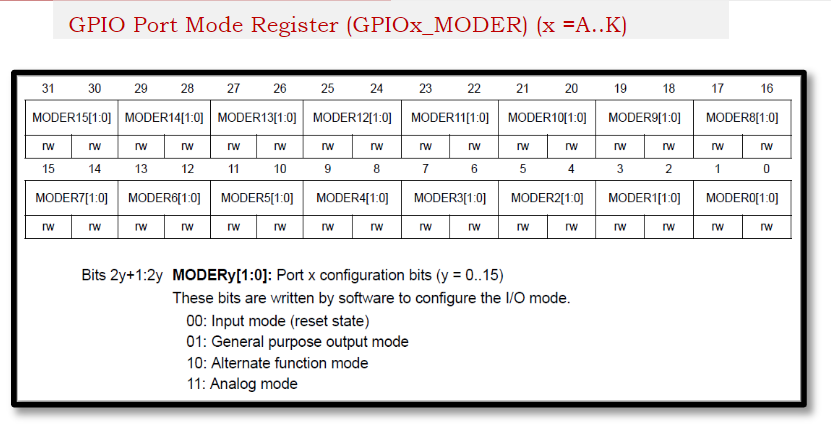 GPIO Port Mode Register (GPIOx_MODER) (x =A..K)
31 30 29 28 27 26 25 24 23 22 21 20 19 18 17 16
MODER15[1:0] MODER14[1:0] MODER13[1:0] MODER12[1:0] MODER11[1:0] MODER10[1:0] MODER9[1:0] MODER8[1:0]
rw rw rw rw rw rw rw rw rw rw rw rw rw rw rw rw
15 14 13 12 11 10 9 8 7 6 5 4 3 2 1 0
MODER7[1:0] MODER6[1:0] MODER5[1:0] MODER4[1:0] MODER3[1:0] MODER2[1:0] MODER1[1:0] MODER0[1:0]
rw rw rw rw rw rw rw rw rw rw rw rw rw rw rw rw
Bits 2y+1:2y MODERy[1:0]: Port x configuration bits (y = 0..15)
These bits are written by software to configure the I/O mode.
00: Input mode (reset state)
01: General purpose output mode
10: Alternate function mode
11: Analog mode